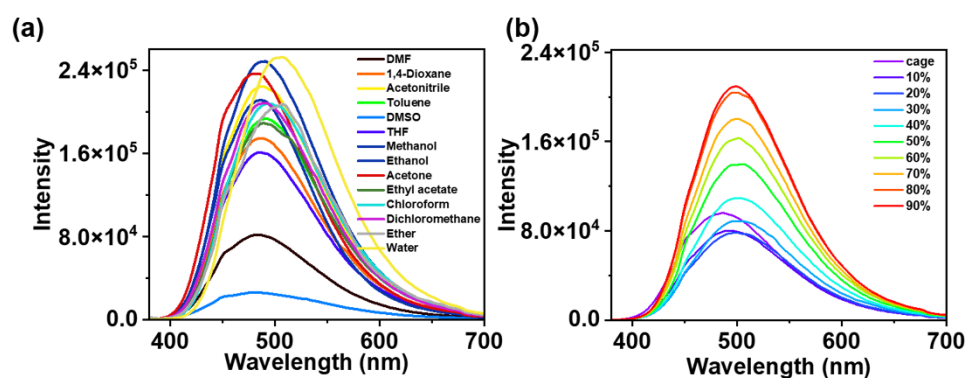 (a)
Intensity
2.4×10⁵
1.6×10⁵
8.0×10⁴
0.0
400
500
600
700
Wavelength (nm)
DMF
1,4-Dioxane
Acetonitrile
Toluene
DMSO
THF
Methanol
Ethanol
Acetone
Ethyl acetate
Chloroform
Dichloromethane
Ether
Water
(b)
Intensity
2.4×10⁵
1.6×10⁵
8.0×10⁴
0.0
400
500
600
700
Wavelength (nm)
cage
10%
20%
30%
40%
50%
60%
70%
80%
90%